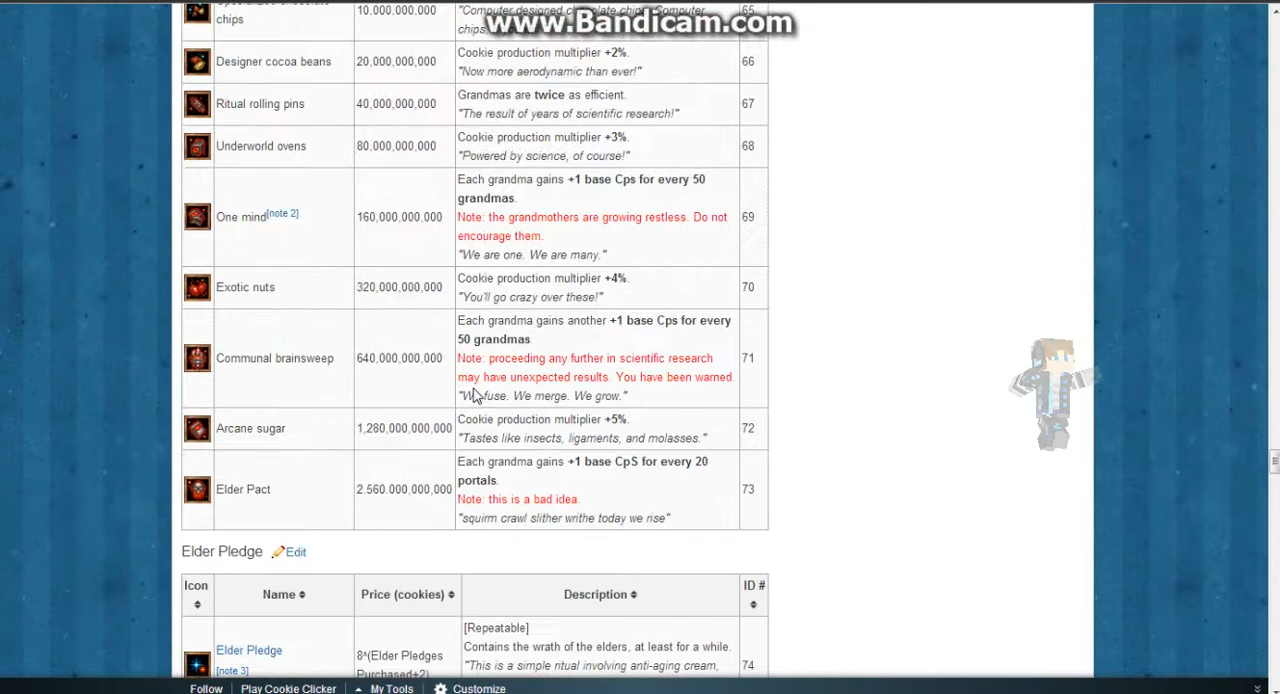 Specialized chocolate
chips
10,000,000,000
"Computer designed chocolate chips. Computer
chips,
65
www.Bandicam.com
Designer cocoa beans
20,000,000,000
Cookie production multiplier +2%.
"Now more aerodynamic than ever!"
66
Ritual rolling pins
40,000,000,000
Grandmas are twice as efficient.
"The result of years of scientific research!"
67
Underworld ovens
80,000,000,000
Cookie production multiplier +3%.
"Powered by science, of course!"
68
One mind[note 2]
160,000,000,000
Each grandma gains +1 base Cps for every 50
grandmas.
Note: the grandmothers are growing restless. Do not
encourage them.
"We are one. We are many."
69
Exotic nuts
320,000,000,000
Cookie production multiplier +4%.
"You'll go crazy over these!"
70
Communal brainsweep
640,000,000,000
Each grandma gains another +1 base Cps for every
50 grandmas.
Note: proceeding any further in scientific research
may have unexpected results. You have been warned.
"We fuse. We merge. We grow."
71
Arcane sugar
1,280,000,000,000
Cookie production multiplier +5%.
"Tastes like insects, ligaments, and molasses."
72
Elder Pact
2.560.000,000,000
Each grandma gains +1 base CpS for every 20
portals.
Note: this is a bad idea.
"squirm crawl slither writhe today we rise"
73
Elder Pledge Edit
Icon
Name
Price (cookies)
Description
ID #
Elder Pledge
[note 3]
8^(Elder Pledges
Purchased+2)
[Repeatable]
Contains the wrath of the elders, at least for a while.
"This is a simple ritual involving anti-aging cream,
74
Follow
Play Cookie Clicker
My Tools
Customize